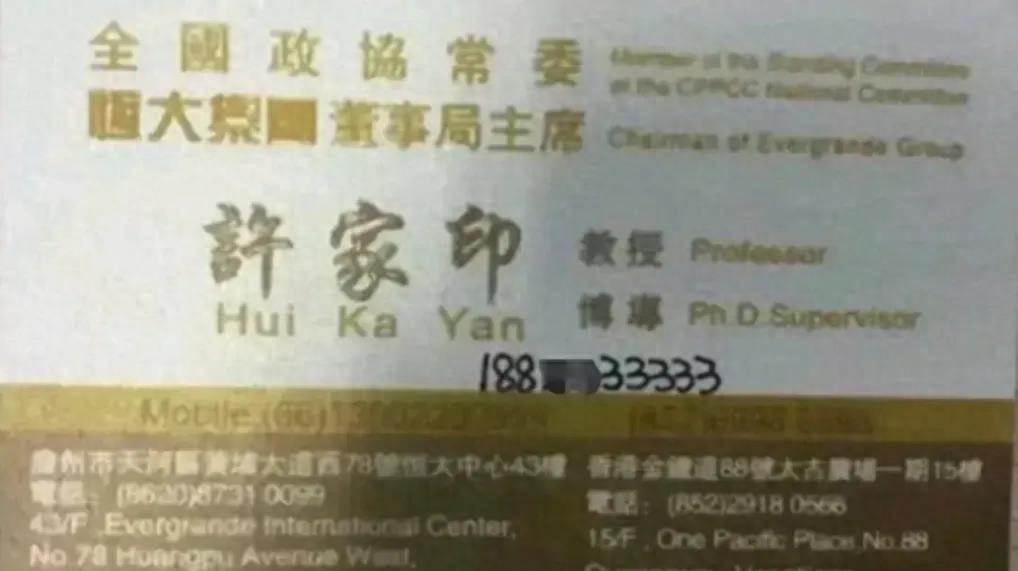 全國政協常委
Member of the Standing Committee
of the CPPCC National Committee
恒大集團 董事局主席
Chairman of Evergrande Group
許家印
Hui Ka Yan
教授 Professor
博導 Ph.D.Supervisor
188 33333
Mobile:(86)
廣州市天河區黃埔大道西78號恒大中心43樓
電話：(8620)8731 0099
43/F.,Evergrande International Center,
No.78 Huangpu Avenue West,
香港金鐘道88號太古廣場一期15樓
電話：(852)2918 0566
15/F., One Pacific Place,No.88